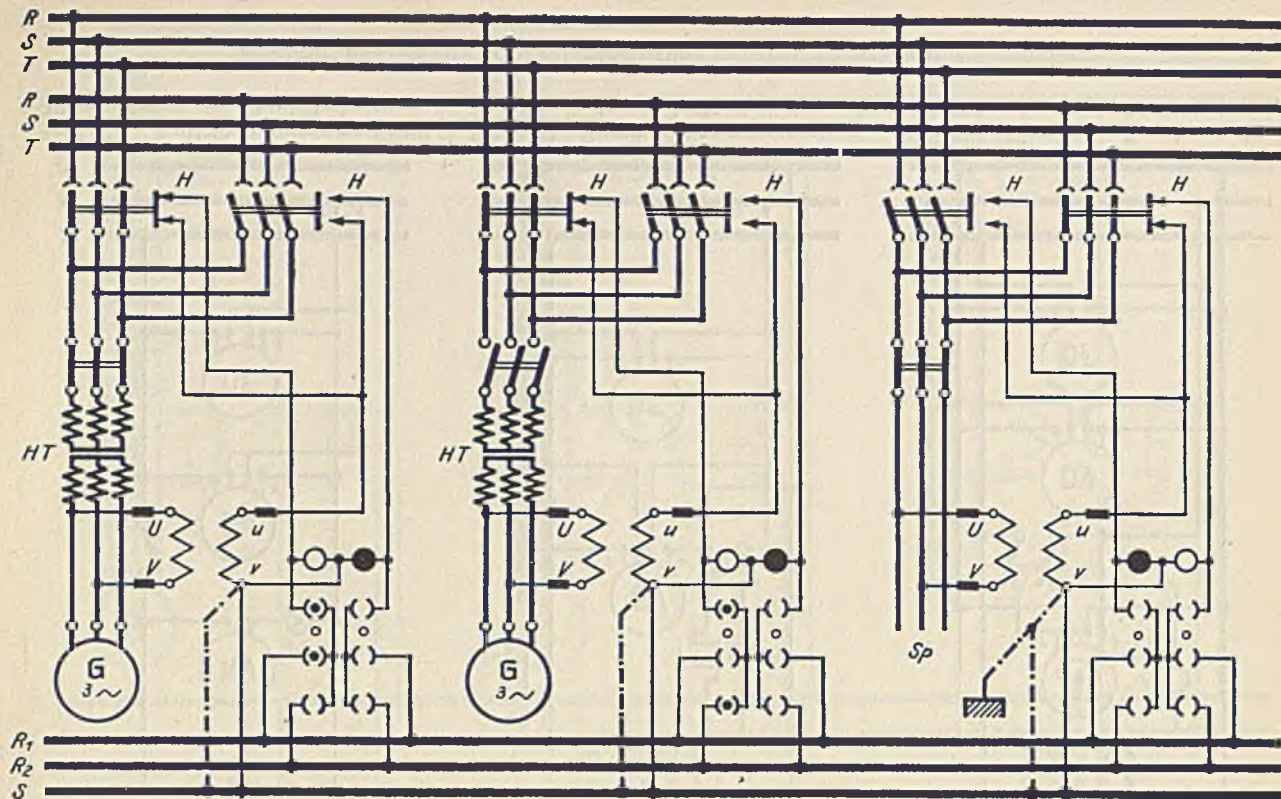 R
S
T
R
S
T
H H H H H H
HT HT
U u U u U u
V v V v V v
G G Sp
3~ 3~
R1
R2
S